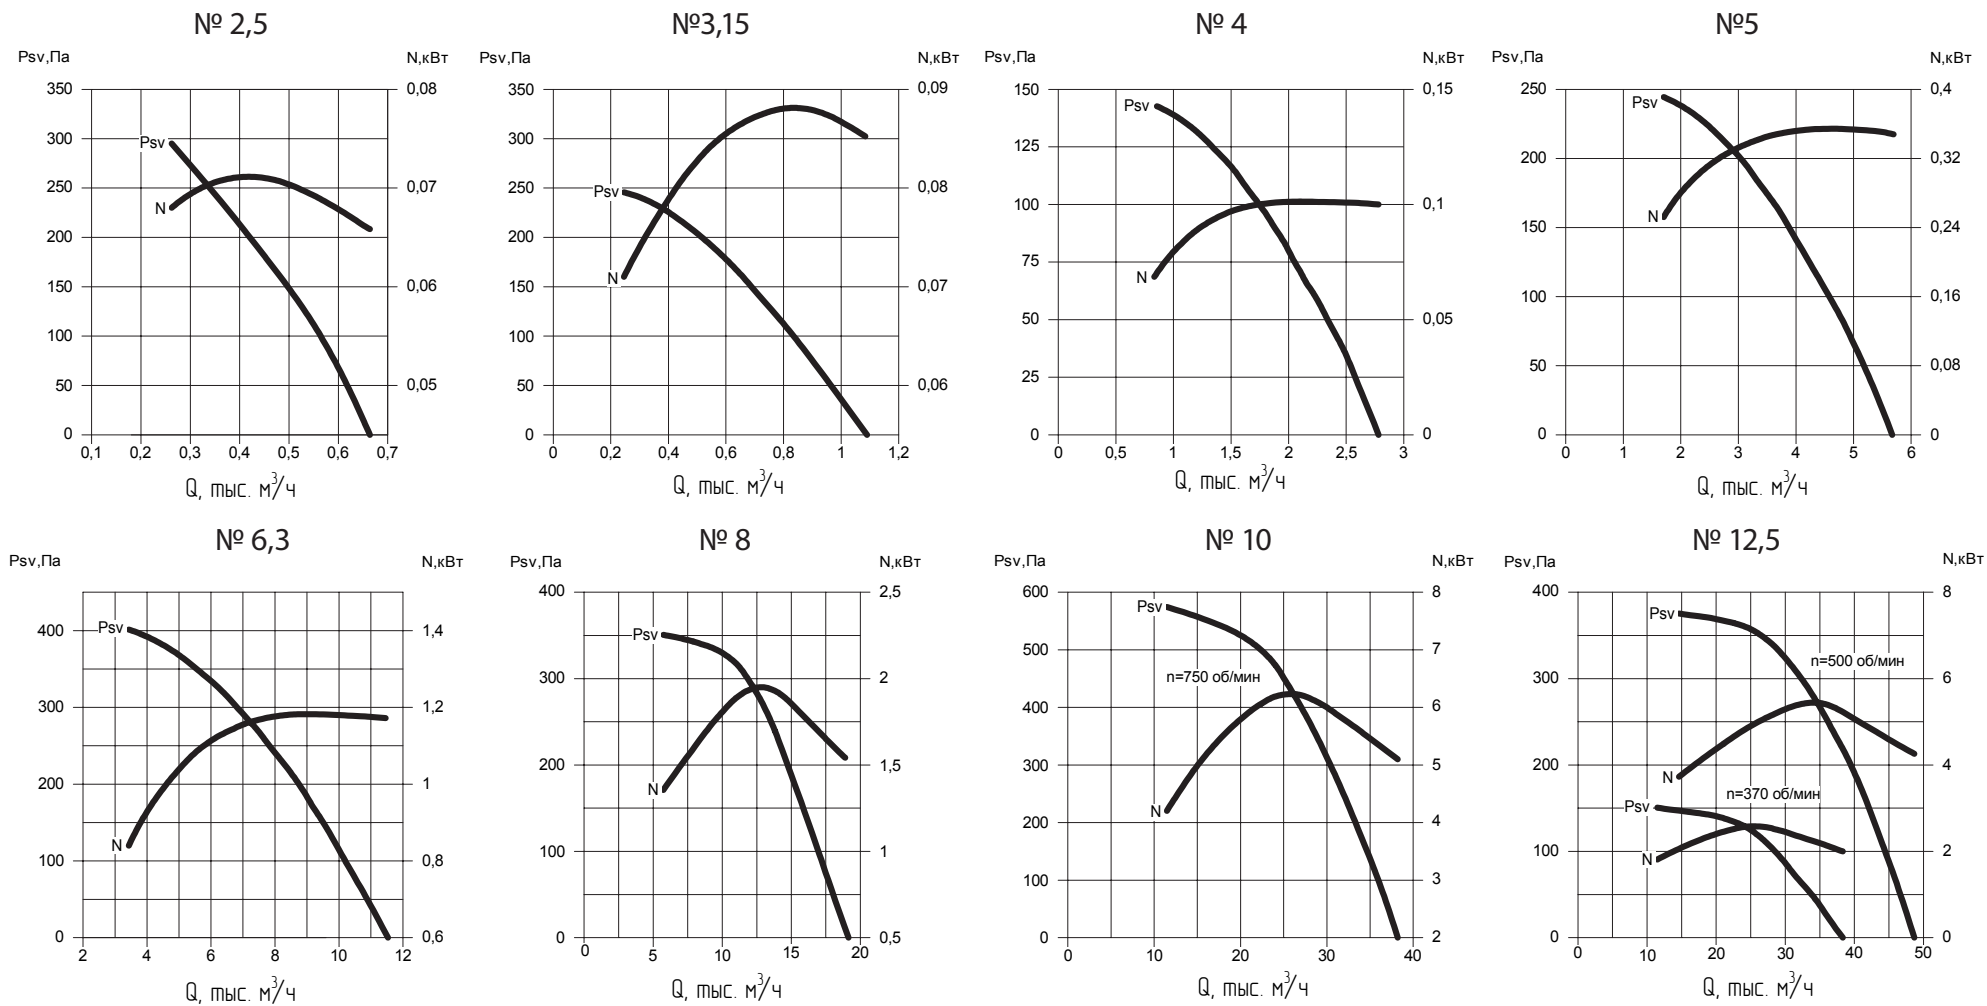 № 2,5
Psv,Па
N,кВт
350
300
250
200
150
100
50
0
0,08
0,07
0,06
0,05
Psv
N
0,1 0,2 0,3 0,4 0,5 0,6 0,7
Q, тыс. м³/ч
№3,15
Psv,Па
N,кВт
350
300
250
200
150
100
50
0
0,09
0,08
0,07
0,06
Psv
N
0 0,2 0,4 0,6 0,8 1 1,2
Q, тыс. м³/ч
№ 4
Psv,Па
N,кВт
150
125
100
75
50
25
0
0,15
0,1
0,05
0
Psv
N
0 0,5 1 1,5 2 2,5 3
Q, тыс. м³/ч
№5
Psv,Па
N,кВт
250
200
150
100
50
0
0,4
0,32
0,24
0,16
0,08
0
Psv
N
0 1 2 3 4 5 6
Q, тыс. м³/ч
№ 6,3
Psv,Па
N,кВт
400
300
200
100
0
1,4
1,2
1
0,8
0,6
Psv
N
2 4 6 8 10 12
Q, тыс. м³/ч
№ 8
Psv,Па
N,кВт
400
300
200
100
0
2,5
2
1,5
1
0,5
Psv
N
0 5 10 15 20
Q, тыс. м³/ч
№ 10
Psv,Па
N,кВт
600
500
400
300
200
100
0
8
7
6
5
4
3
2
Psv
n=750 об/мин
N
0 10 20 30 40
Q, тыс. м³/ч
№ 12,5
Psv,Па
N,кВт
400
300
200
100
0
8
6
4
2
0
Psv
n=500 об/мин
N
n=370 об/мин
Psv
N
0 10 20 30 40 50
Q, тыс. м³/ч